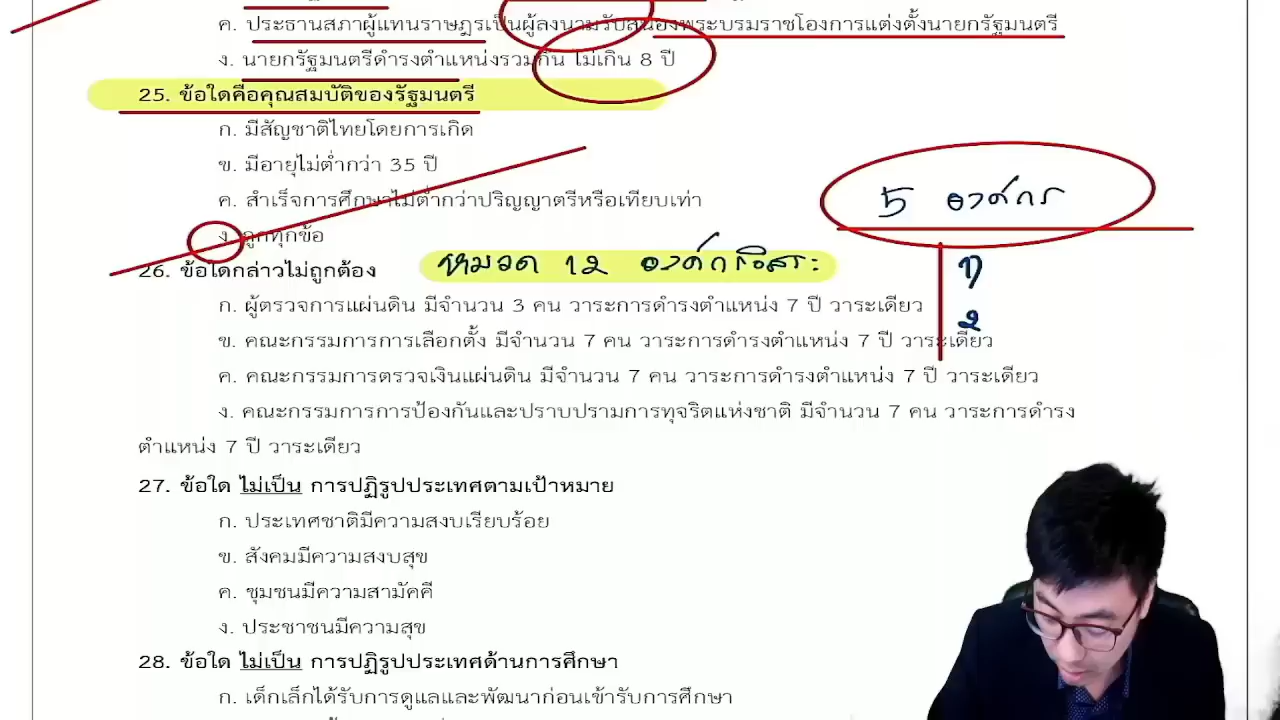 ค. ประธานสภาผู้แทนราษฎรเป็นผู้ลงนามรับสนองพระบรมราชโองการแต่งตั้งนายกรัฐมนตรี
ง. นายกรัฐมนตรีดำรงตำแหน่งรวมกัน ไม่เกิน 8 ปี
25. ข้อใดคือคุณสมบัติของรัฐมนตรี
ก. มีสัญชาติไทยโดยการเกิด
ข. มีอายุไม่ต่ำกว่า 35 ปี
ค. สำเร็จการศึกษาไม่ต่ำกว่าปริญญาตรีหรือเทียบเท่า
5 องค์กร
ง. ถูกทุกข้อ
26. ข้อใดกล่าวไม่ถูกต้อง หมวด 12 องค์กรอิสระ
1
ก. ผู้ตรวจการแผ่นดิน มีจำนวน 3 คน วาระการดำรงตำแหน่ง 7 ปี วาระเดียว
2
ข. คณะกรรมการการเลือกตั้ง มีจำนวน 7 คน วาระการดำรงตำแหน่ง 7 ปี วาระเดียว
ค. คณะกรรมการตรวจเงินแผ่นดิน มีจำนวน 7 คน วาระการดำรงตำแหน่ง 7 ปี วาระเดียว
ง. คณะกรรมการการป้องกันและปราบปรามการทุจริตแห่งชาติ มีจำนวน 7 คน วาระการดำรง
ตำแหน่ง 7 ปี วาระเดียว
27. ข้อใด ไม่เป็น การปฏิรูปประเทศตามเป้าหมาย
ก. ประเทศชาติมีความสงบเรียบร้อย
ข. สังคมมีความสงบสุข
ค. ชุมชนมีความสามัคคี
ง. ประชาชนมีความสุข
28. ข้อใด ไม่เป็น การปฏิรูปประเทศด้านการศึกษา
ก. เด็กเล็กได้รับการดูแลและพัฒนาก่อนเข้ารับการศึกษา